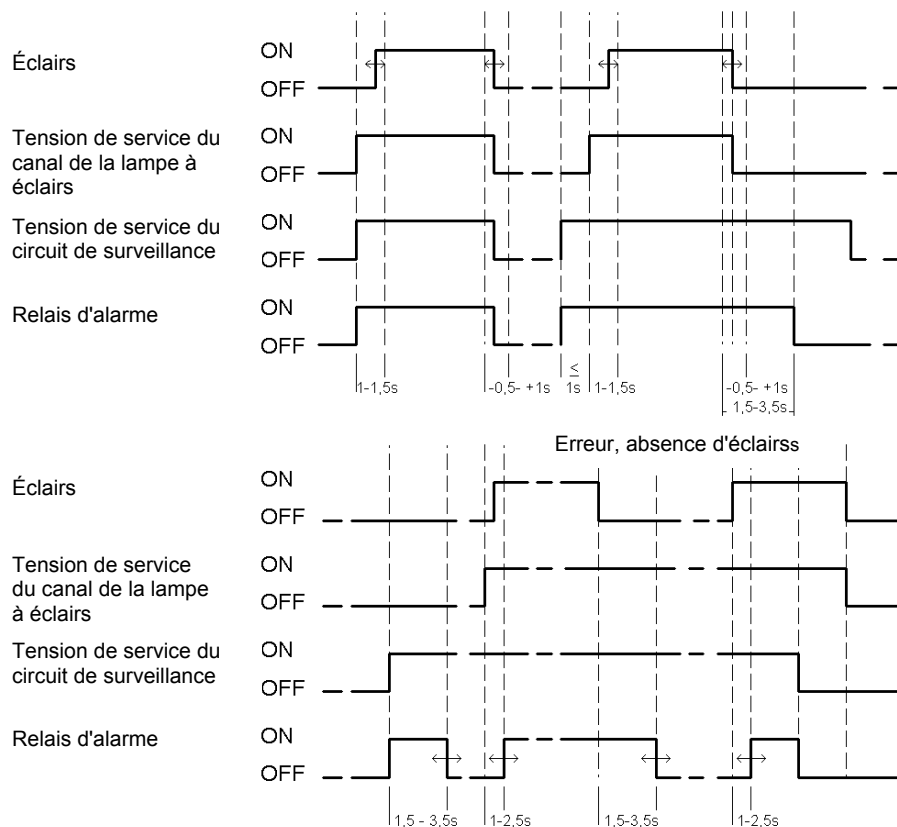 Éclairs
ON
OFF
Tension de service du
canal de la lampe à
éclairs
ON
OFF
Tension de service du
circuit de surveillance
ON
OFF
Relais d'alarme
ON
OFF
1-1,5s
-0,5- +1s
≤
1s
1-1,5s
-0,5- +1s
1,5-3,5s
Erreur, absence d'éclairss
Éclairs
ON
OFF
Tension de service
du canal de la lampe
à éclairs
ON
OFF
Tension de service du
circuit de surveillance
ON
OFF
Relais d'alarme
ON
OFF
1,5 - 3,5s
1-2,5s
1,5-3,5s
1-2,5s